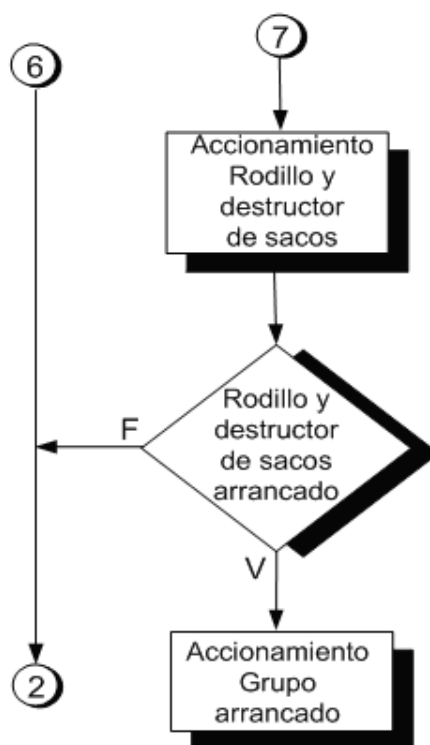 7
6
Accionamiento
Rodillo y
destructor
de sacos
Rodillo y
destructor
de sacos
arrancado
F
V
Accionamiento
Grupo
arrancado
2